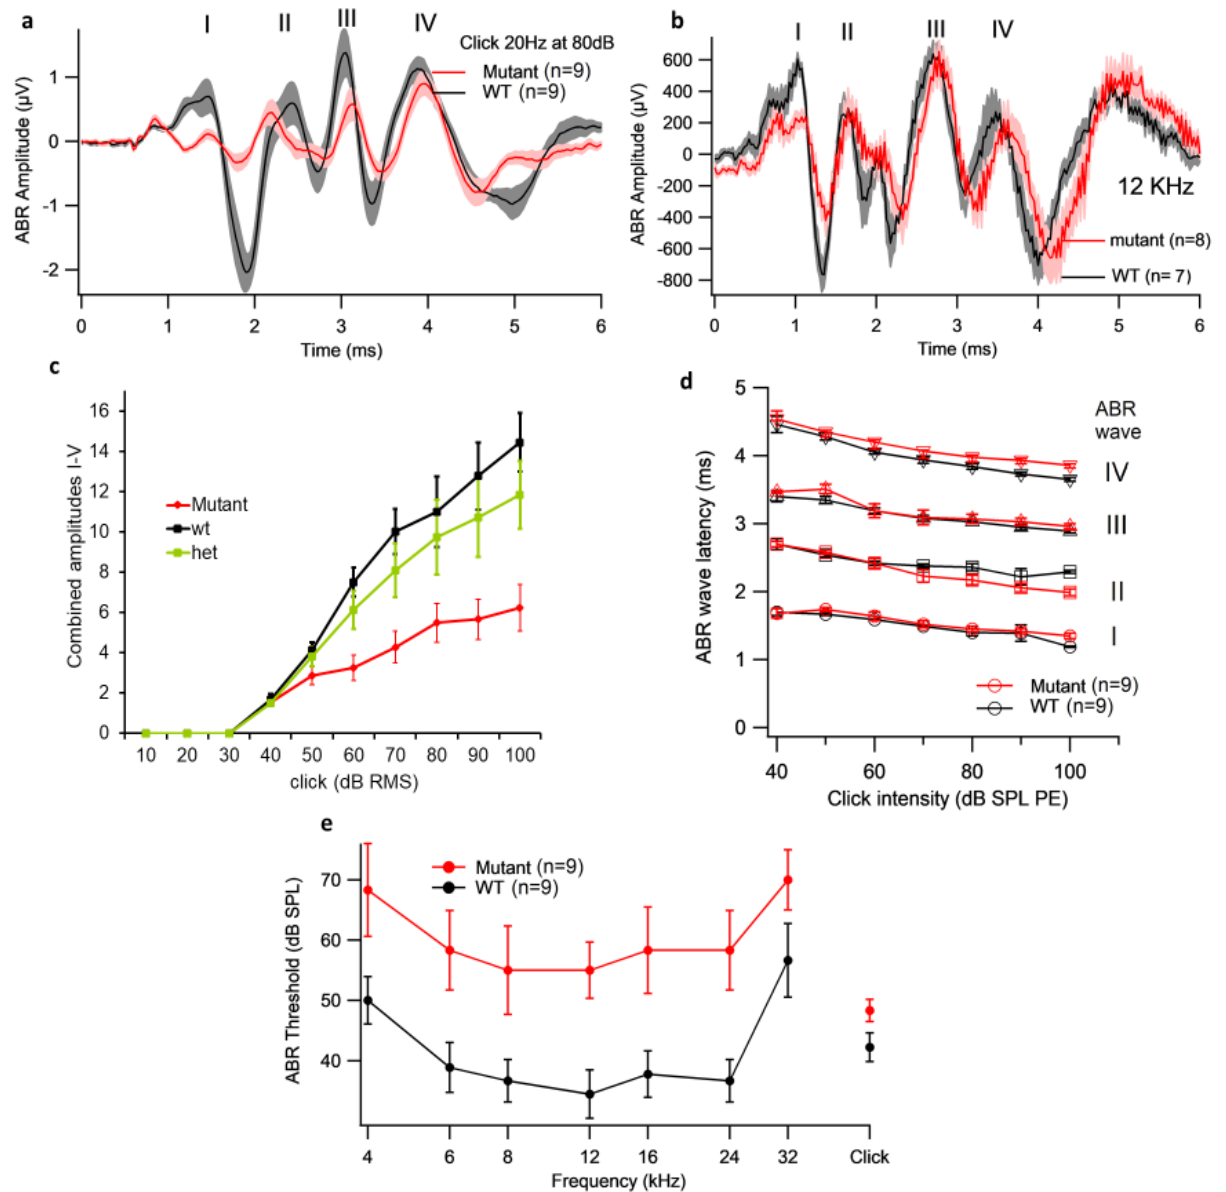 a
I II III IV
Click 20Hz at 80dB
Mutant (n=9)
WT (n=9)
ABR Amplitude (µV)
1
0
-1
-2
0 1 2 3 4 5 6
Time (ms)
b
I II III IV
ABR Amplitude (µV)
600
400
200
0
-200
-400
-600
-800
12 KHz
mutant (n=8)
WT (n= 7)
0 1 2 3 4 5 6
Time (ms)
c
Combined amplitudes I-V
16
14
12
10
8
6
4
2
0
Mutant
wt
het
10 20 30 40 50 60 70 80 90 100
click (dB RMS)
d
ABR wave latency (ms)
5
4
3
2
1
0
ABR
wave
IV
III
II
I
Mutant (n=9)
WT (n=9)
40 60 80 100
Click intensity (dB SPL PE)
e
Mutant (n=9)
WT (n=9)
ABR Threshold (dB SPL)
70
60
50
40
4 6 8 12 16 24 32 Click
Frequency (kHz)